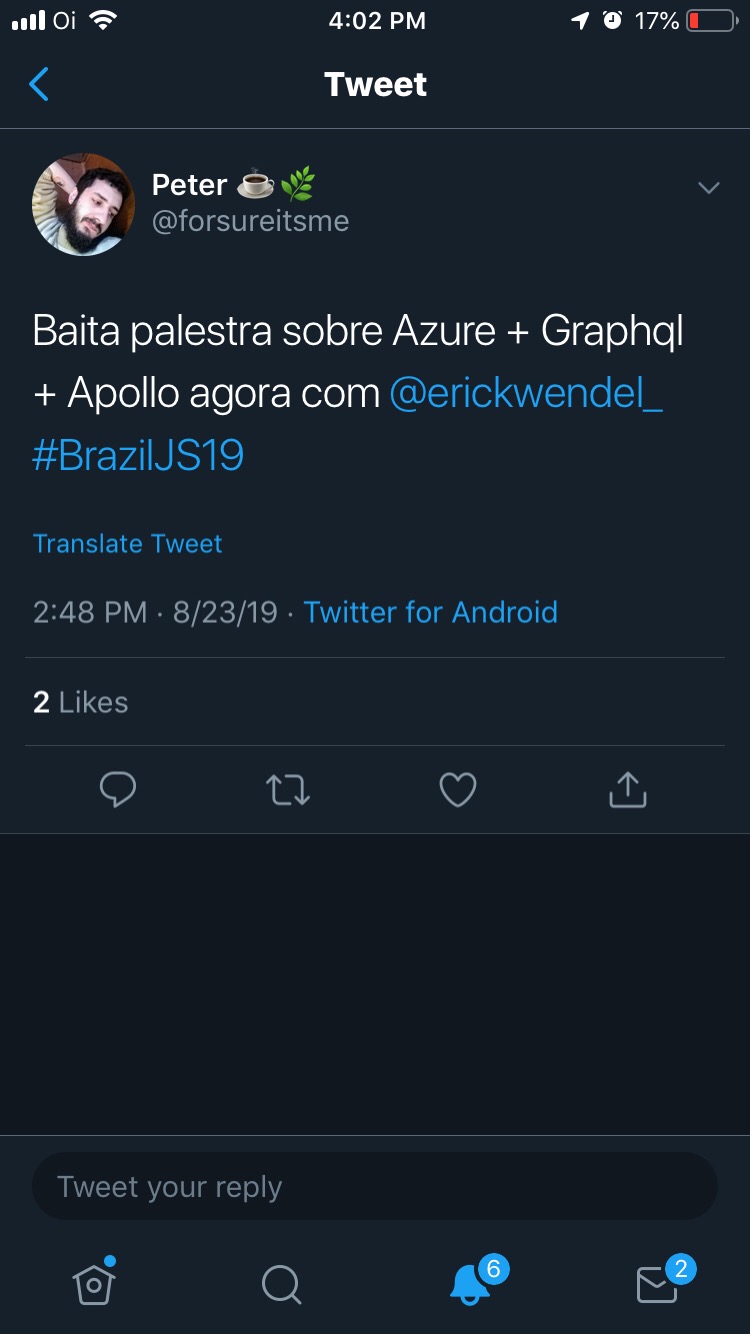 Oi 4:02 PM 17%
Tweet
Peter ☕🌿
@forsureitsme
Baita palestra sobre Azure + Graphql
+ Apollo agora com @erickwendel_
#BrazilJS19
Translate Tweet
2:48 PM · 8/23/19 · Twitter for Android
2 Likes
Tweet your reply
6 2